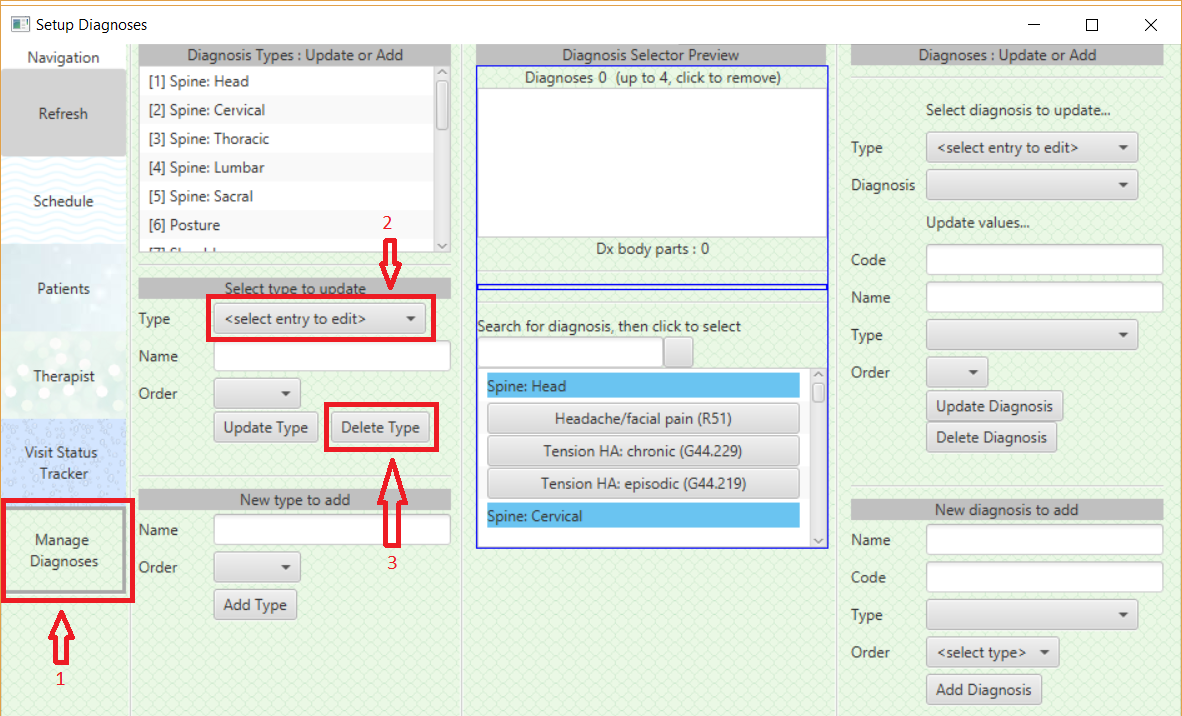 Setup Diagnoses
Navigation
Refresh
Schedule
Patients
Therapist
Visit Status
Tracker
Manage
Diagnoses
1
Diagnosis Types : Update or Add
[1] Spine: Head
[2] Spine: Cervical
[3] Spine: Thoracic
[4] Spine: Lumbar
[5] Spine: Sacral
[6] Posture
2
Select type to update
Type <select entry to edit>
Name
Order
Update Type Delete Type
New type to add
Name
3
Order
Add Type
Diagnosis Selector Preview
Diagnoses 0 (up to 4, click to remove)
Dx body parts : 0
Search for diagnosis, then click to select
Spine: Head
Headache/facial pain (R51)
Tension HA: chronic (G44.229)
Tension HA: episodic (G44.219)
Spine: Cervical
Diagnoses : Update or Add
Select diagnosis to update...
Type <select entry to edit>
Diagnosis
Update values...
Code
Name
Type
Order
Update Diagnosis
Delete Diagnosis
New diagnosis to add
Name
Code
Type
Order <select type>
Add Diagnosis